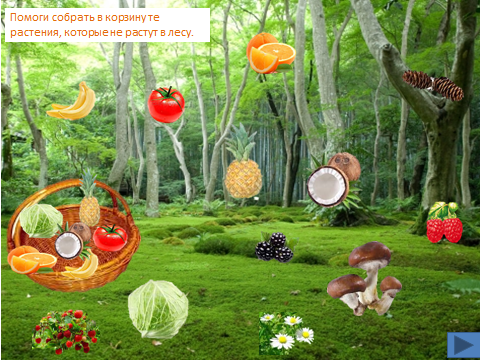 Помоги собрать в корзину те
растения, которые не растут в лесу.